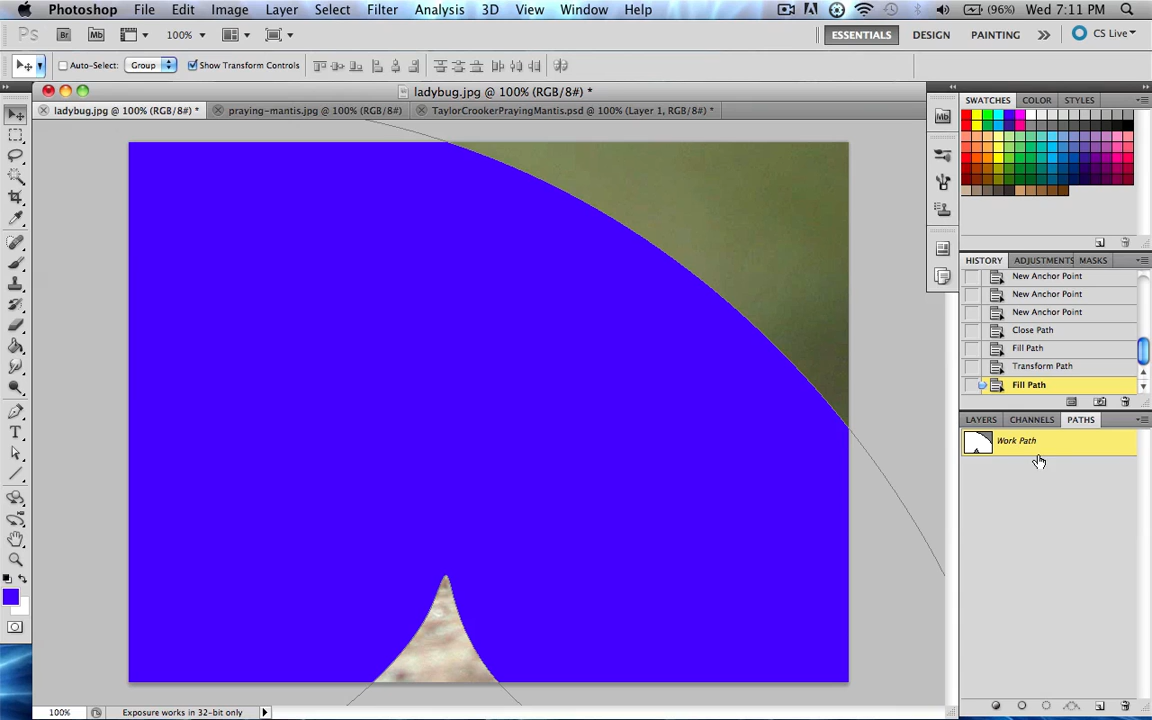 Photoshop File Edit Image Layer Select Filter Analysis 3D View Window Help (96%) Wed 7:11 PM
Ps Br Mb 100% ESSENTIALS DESIGN PAINTING CS Live
Auto-Select: Group Show Transform Controls
ladybug.jpg @ 100% (RGB/8#) *
ladybug.jpg @ 100% (RGB/8#) * praying-mantis.jpg @ 100% (RGB/8#) TaylorCrookerPrayingMantis.psd @ 100% (Layer 1, RGB/8#) *
Mb
SWATCHES COLOR STYLES
HISTORY ADJUSTMENTS MASKS
New Anchor Point
New Anchor Point
New Anchor Point
Close Path
Fill Path
Transform Path
Fill Path
LAYERS CHANNELS PATHS
Work Path
T
100% Exposure works in 32-bit only